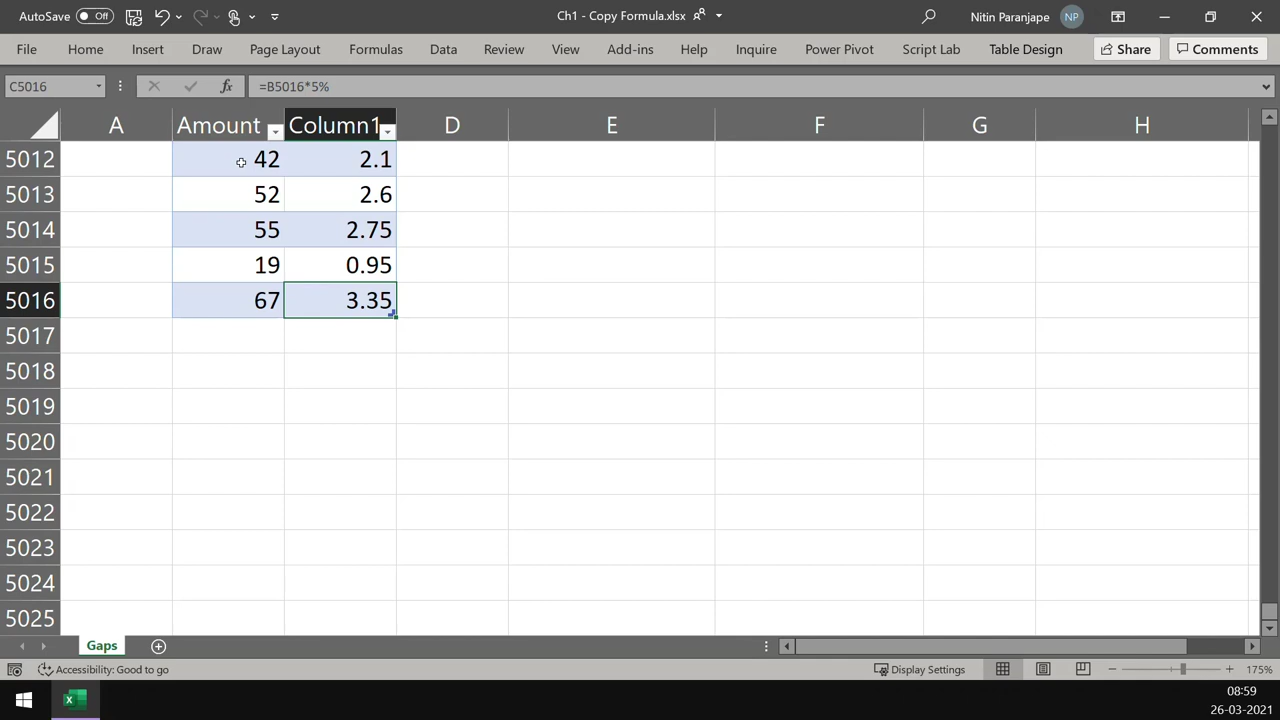 AutoSave Off Ch1 - Copy Formula.xlsx Nitin Paranjape NP
File Home Insert Draw Page Layout Formulas Data Review View Add-ins Help Inquire Power Pivot Script Lab Table Design Share Comments
C5016 fx =B5016*5%
A Amount Column1 D E F G H
5012 42 2.1
5013 52 2.6
5014 55 2.75
5015 19 0.95
5016 67 3.35
5017
5018
5019
5020
5021
5022
5023
5024
5025
Gaps
Accessibility: Good to go Display Settings 175%
08:59
26-03-2021